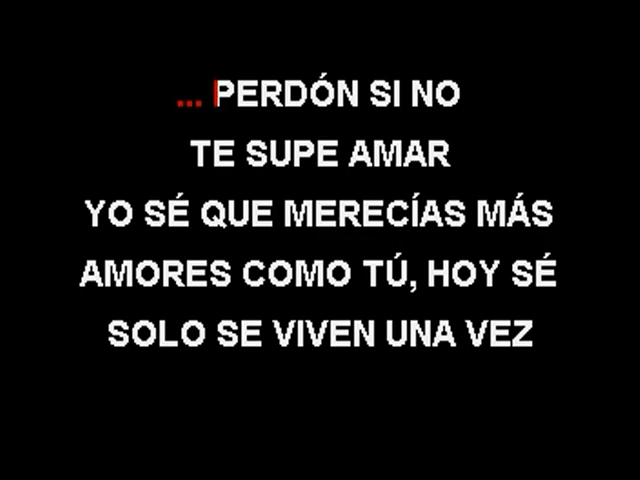 ... PERDÓN SI NO
TE SUPE AMAR
YO SÉ QUE MERECÍAS MÁS
AMORES COMO TÚ, HOY SÉ
SOLO SE VIVEN UNA VEZ